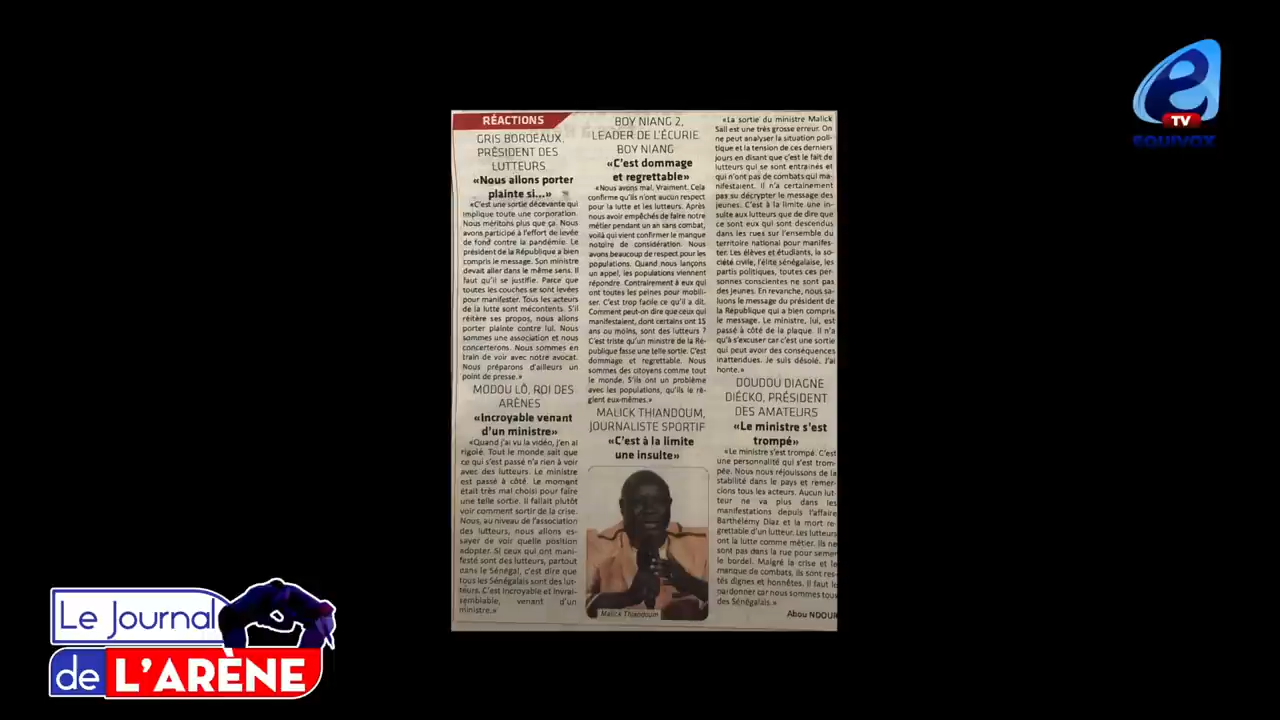 e
TV
EQUIVOX
RÉACTIONS
GRIS BORDEAUX,
PRÉSIDENT DES
LUTTEURS
«Nous allons porter
plainte si...»
«C'est une sortie décevante qui
implique toute une corporation.
Nous méritons plus que ça. Nous
avons participé à l'effort de levée
de fond contre la pandémie. Le
président de la République a bien
compris le message. Son ministre
devait aller dans le même sens. Il
faut qu'il se justifie. Parce que
toutes les couches se sont levées
pour manifester. Tous les acteurs
de la lutte sont mécontents. S'il
réitère ses propos, nous allons
porter plainte contre lui. Nous
sommes une association et nous
concerterons. Nous sommes en
train de voir avec notre avocat.
Nous préparons d'ailleurs un
point de presse.»
MODOU LÔ, ROI DES
ARÈNES
«Incroyable venant
d'un ministre»
«Quand j'ai vu la vidéo, j'en ai
rigolé. Tout le monde sait que
ce qui s'est passé n'a rien à voir
avec des lutteurs. Le ministre
est passé à côté. Le moment
était très mal choisi pour faire
une telle sortie. Il fallait plutôt
voir comment sortir de la crise.
Nous, au niveau de l'association
des lutteurs, nous allons es-
sayer de voir quelle position
adopter. Si ceux qui ont mani-
festé sont des lutteurs, partout
dans le Sénégal, c'est dire que
tous les Sénégalais sont des lut-
teurs. C'est incroyable et invrai-
semblable, venant d'un
ministre.»
BOY NIANG 2,
LEADER DE L'ÉCURIE
BOY NIANG
«C'est dommage
et regrettable»
«Nous avons mal. Vraiment. Cela
confirme qu'ils n'ont aucun respect
pour la lutte et les lutteurs. Après
nous avoir empêchés de faire notre
métier pendant un an sans combat,
voilà qui vient confirmer le manque
notoire de considération. Nous
avons beaucoup de respect pour les
populations. Quand nous lançons
un appel, les populations viennent
répondre. Contrairement à eux qui
ont toutes les peines pour mobili-
ser. C'est trop facile ce qu'il a dit.
Comment peut-on dire que ceux qui
manifestaient, dont certains ont 15
ans ou moins, sont des lutteurs ?
C'est triste qu'un ministre de la Ré-
publique fasse une telle sortie. C'est
dommage et regrettable. Nous
sommes des citoyens comme tout
le monde. S'ils ont un problème
avec les populations, qu'ils le rè-
glent eux-mêmes.»
MALICK THIANDOUM,
JOURNALISTE SPORTIF
«C'est à la limite
une insulte»
Malick Thiandoum
«La sortie du ministre Malick
Sall est une très grosse erreur. On
ne peut analyser la situation poli-
tique et la tension de ces derniers
jours en disant que c'est le fait de
lutteurs qui se sont entrainés et
qui n'ont pas de combats qui ma-
nifestaient. Il n'a certainement
pas su décrypter le message des
jeunes. C'est à la limite une in-
sulte aux lutteurs que de dire que
ce sont eux qui sont descendus
dans les rues sur l'ensemble du
territoire national pour manifes-
ter. Les élèves et étudiants, la so-
ciété civile, l'élite sénégalaise, les
partis politiques, toutes ces per-
sonnes conscientes ne sont pas
des jeunes. En revanche, nous sa-
luons le message du président de
la République qui a bien compris
le message. Le ministre, lui, est
passé à côté de la plaque. Il n'a
qu'à s'excuser car c'est une sortie
qui peut avoir des conséquences
inattendues. Je suis désolé. J'ai
honte.»
DOUDOU DIAGNE
DIÉCKO, PRÉSIDENT
DES AMATEURS
«Le ministre s'est
trompé»
«Le ministre s'est trompé. C'est
une personnalité qui s'est trom-
pée. Nous nous réjouissons de la
stabilité dans le pays et remer-
cions tous les acteurs. Aucun lut-
teur ne va plus dans les
manifestations depuis l'affaire
Barthélémy Diaz et la mort re-
grettable d'un lutteur. Les lutteurs
ont la lutte comme métier. Ils ne
sont pas dans la rue pour semer
le bordel. Malgré la crise et le
manque de combats, ils sont res-
tés dignes et honnêtes. Il faut le
pardonner car nous sommes tous
des Sénégalais.»
Abou NDOUR
Le Journal
de L'ARÈNE